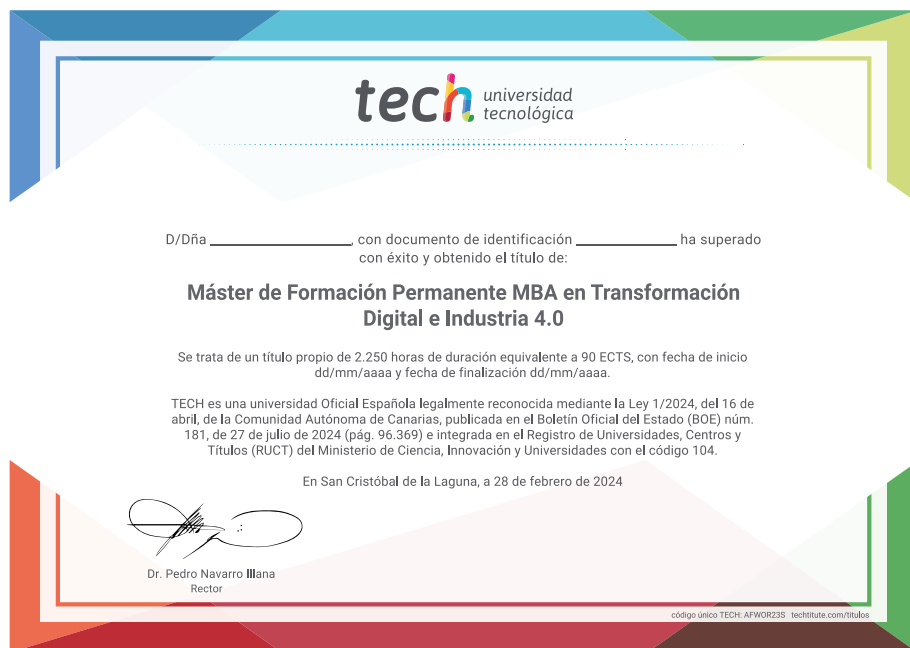 tech universidad
tecnológica
D/Dña ______________, con documento de identificación __________ ha superado
con éxito y obtenido el título de:
Máster de Formación Permanente MBA en Transformación
Digital e Industria 4.0
Se trata de un título propio de 2.250 horas de duración equivalente a 90 ECTS, con fecha de inicio
dd/mm/aaaa y fecha de finalización dd/mm/aaaa.
TECH es una universidad Oficial Española legalmente reconocida mediante la Ley 1/2024, del 16 de
abril, de la Comunidad Autónoma de Canarias, publicada en el Boletín Oficial del Estado (BOE) núm.
181, de 27 de julio de 2024 (pág. 96.369) e integrada en el Registro de Universidades, Centros y
Títulos (RUCT) del Ministerio de Ciencia, Innovación y Universidades con el código 104.
En San Cristóbal de la Laguna, a 28 de febrero de 2024
Dr. Pedro Navarro Illana
Rector
código único TECH: AFWOR23S techtitute.com/titulos